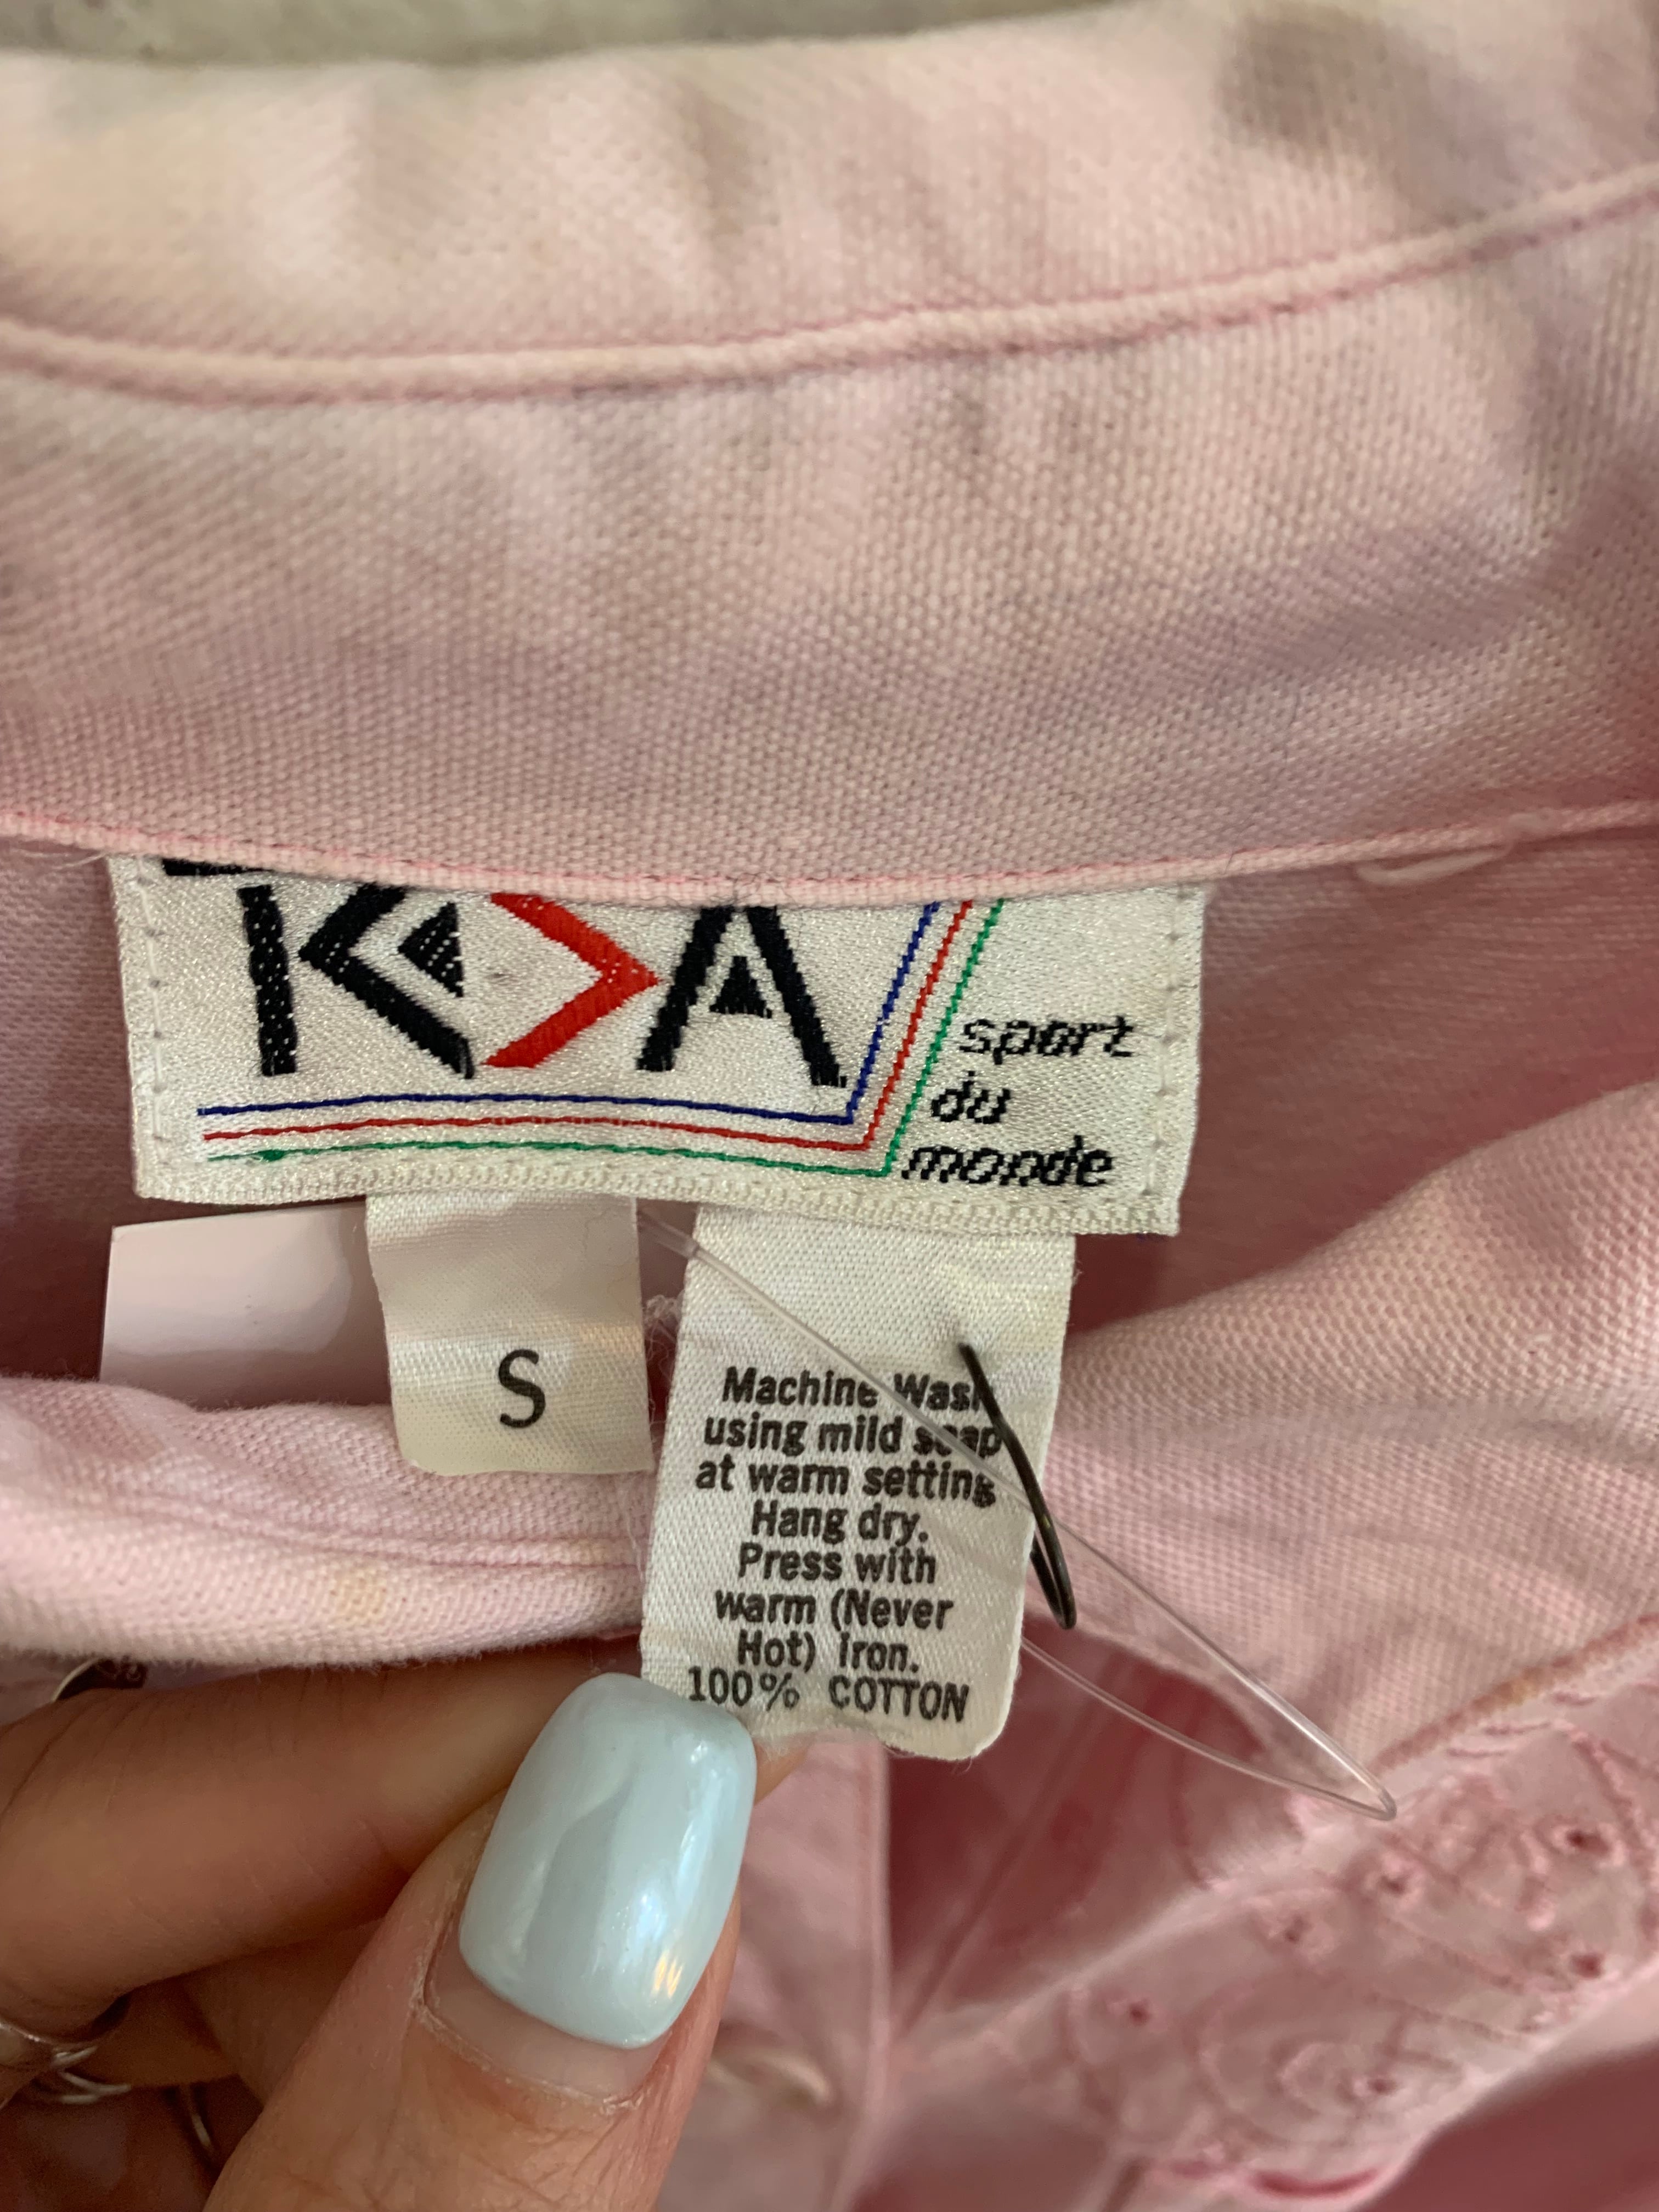 sport
du
monde
S
Machine Wash
using mild soap
at warm setting
Hang dry.
Press with
warm (Never
Hot) Iron.
100% COTTON